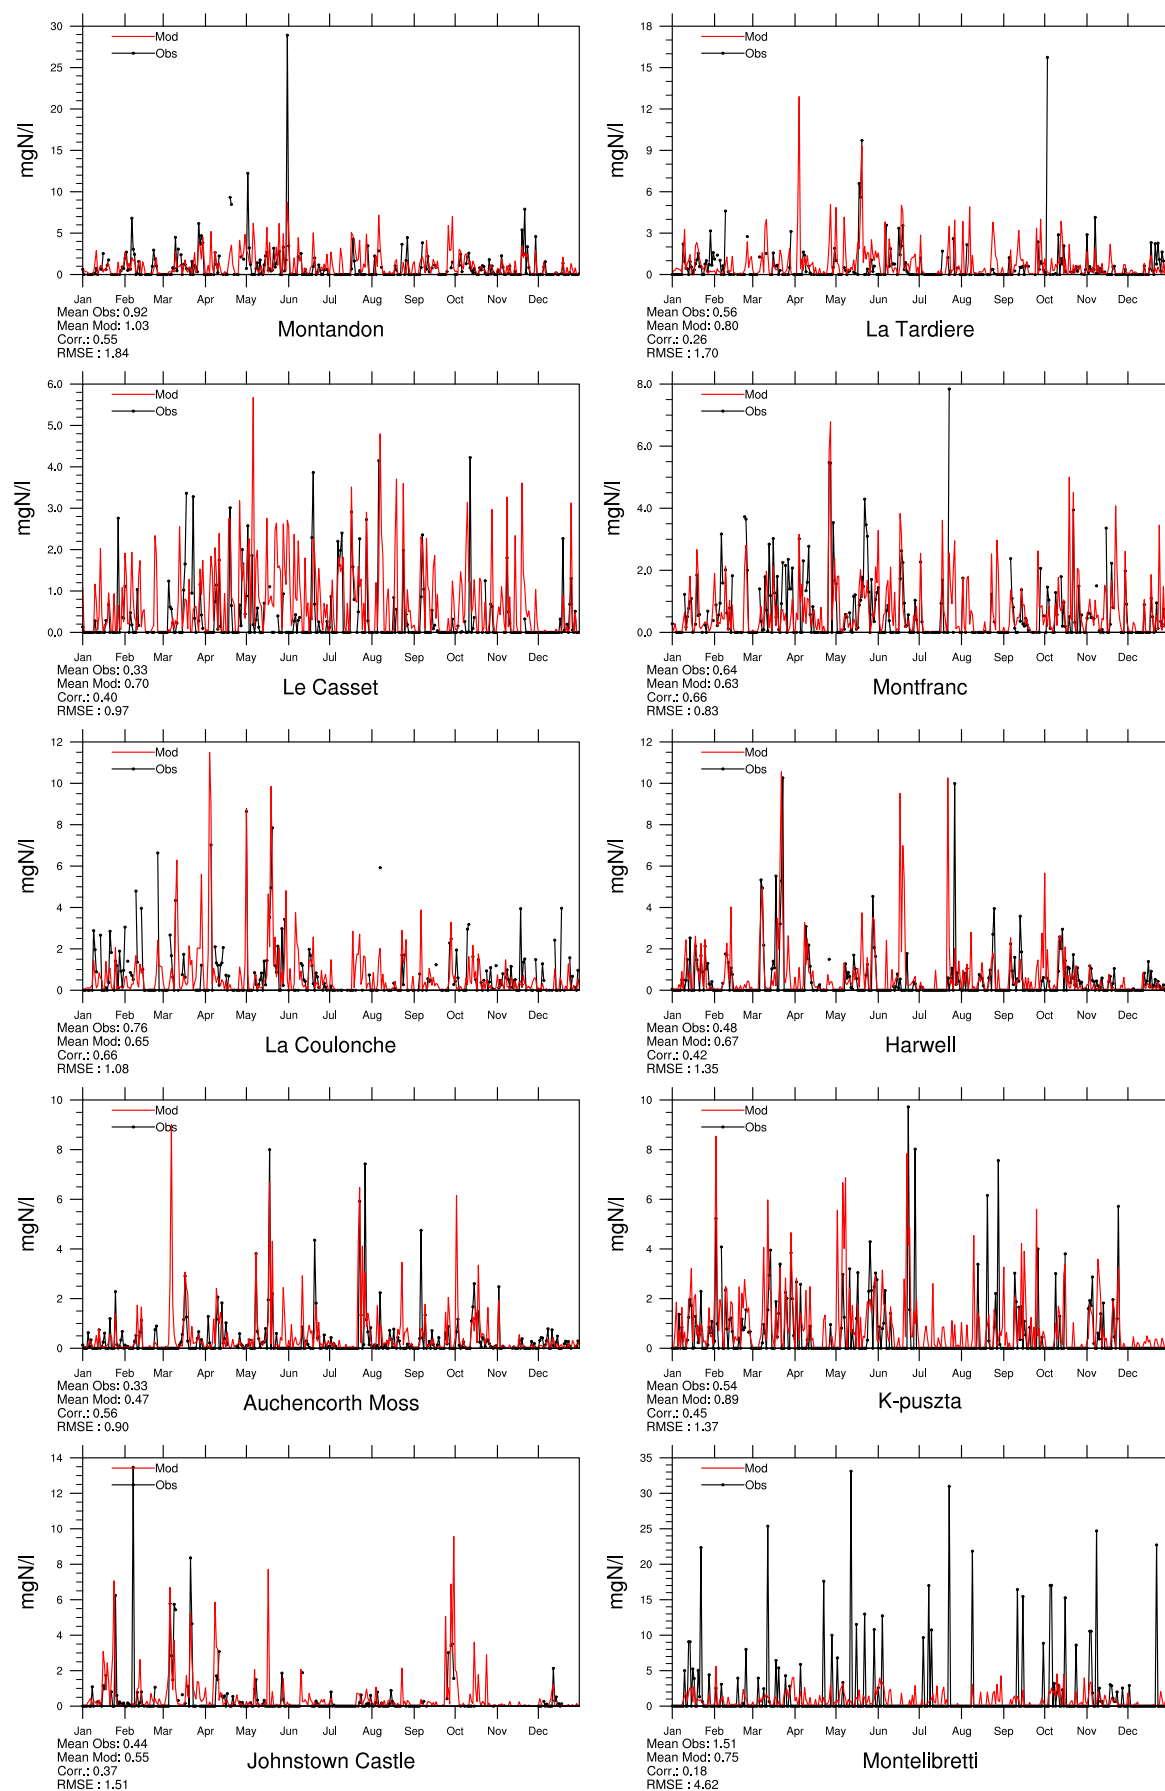 30
25
20
15
10
5
0
mgN/l
Mod
Obs
Jan Feb Mar Apr May Jun Jul Aug Sep Oct Nov Dec
Mean Obs: 0.92
Mean Mod: 1.03
Corr.: 0.55
RMSE : 1.84
Montandon
18
15
12
9
6
3
0
mgN/l
Mod
Obs
Jan Feb Mar Apr May Jun Jul Aug Sep Oct Nov Dec
Mean Obs: 0.56
Mean Mod: 0.80
Corr.: 0.26
RMSE : 1.70
La Tardiere
6.0
5.0
4.0
3.0
2.0
1.0
0.0
mgN/l
Mod
Obs
Jan Feb Mar Apr May Jun Jul Aug Sep Oct Nov Dec
Mean Obs: 0.33
Mean Mod: 0.70
Corr.: 0.40
RMSE : 0.97
Le Casset
8.0
6.0
4.0
2.0
0.0
mgN/l
Mod
Obs
Jan Feb Mar Apr May Jun Jul Aug Sep Oct Nov Dec
Mean Obs: 0.64
Mean Mod: 0.63
Corr.: 0.66
RMSE : 0.83
Montfranc
12
10
8
6
4
2
0
mgN/l
Mod
Obs
Jan Feb Mar Apr May Jun Jul Aug Sep Oct Nov Dec
Mean Obs: 0.76
Mean Mod: 0.65
Corr.: 0.66
RMSE : 1.08
La Coulonche
12
10
8
6
4
2
0
mgN/l
Mod
Obs
Jan Feb Mar Apr May Jun Jul Aug Sep Oct Nov Dec
Mean Obs: 0.48
Mean Mod: 0.67
Corr.: 0.42
RMSE : 1.35
Harwell
10
8
6
4
2
0
mgN/l
Mod
Obs
Jan Feb Mar Apr May Jun Jul Aug Sep Oct Nov Dec
Mean Obs: 0.33
Mean Mod: 0.47
Corr.: 0.56
RMSE : 0.90
Auchencorth Moss
10
8
6
4
2
0
mgN/l
Mod
Obs
Jan Feb Mar Apr May Jun Jul Aug Sep Oct Nov Dec
Mean Obs: 0.54
Mean Mod: 0.89
Corr.: 0.45
RMSE : 1.37
K-puszta
14
12
10
8
6
4
2
0
mgN/l
Mod
Obs
Jan Feb Mar Apr May Jun Jul Aug Sep Oct Nov Dec
Mean Obs: 0.44
Mean Mod: 0.55
Corr.: 0.37
RMSE : 1.51
Johnstown Castle
35
30
25
20
15
10
5
0
mgN/l
Mod
Obs
Jan Feb Mar Apr May Jun Jul Aug Sep Oct Nov Dec
Mean Obs: 1.51
Mean Mod: 0.75
Corr.: 0.18
RMSE : 4.62
Montelibretti